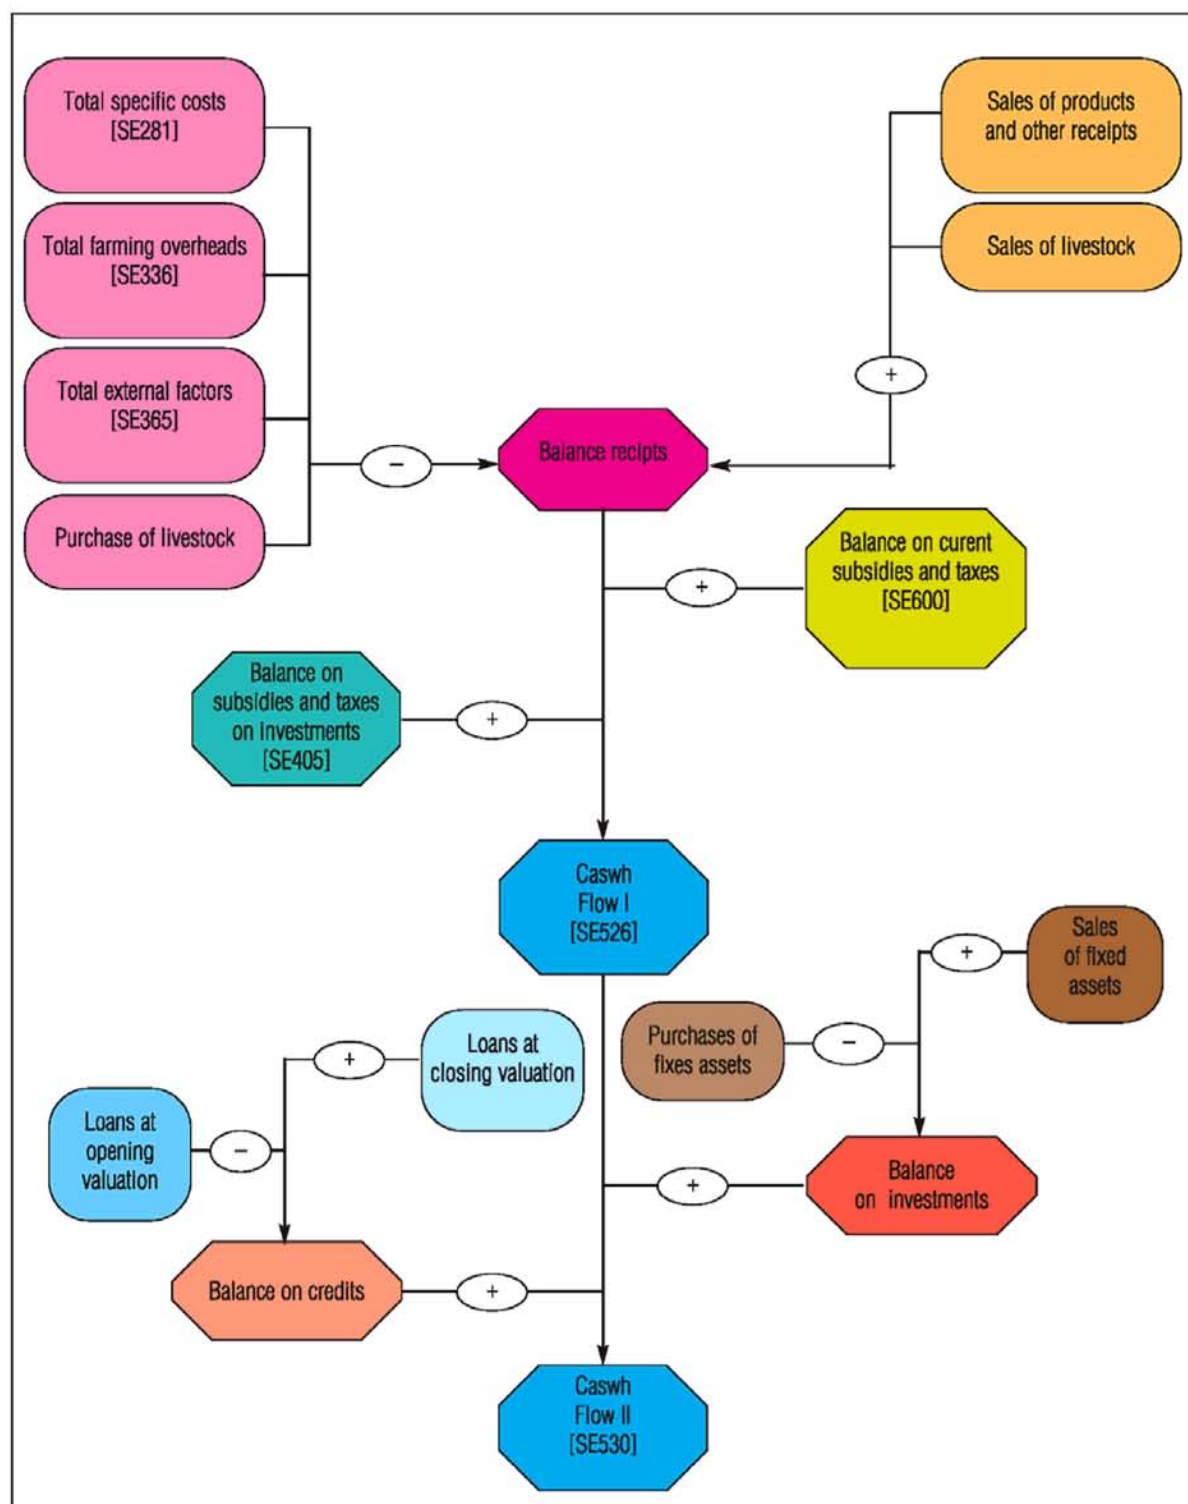 Total specific costs
[SE281]
Sales of products
and other receipts
Total farming overheads
[SE336]
Sales of livestock
Total external factors
[SE365]
+
Balance recipts
−
Purchase of livestock
Balance on curent
subsidies and taxes
[SE600]
+
Balance on
subsidies and taxes
on investments
[SE405]
+
Caswh
Flow I
[SE526]
Sales
of fixed
assets
+
Purchases of
fixes assets
−
Loans at
closing valuation
+
Loans at
opening
valuation
−
Balance
on investments
+
Balance on credits
+
Caswh
Flow II
[SE530]